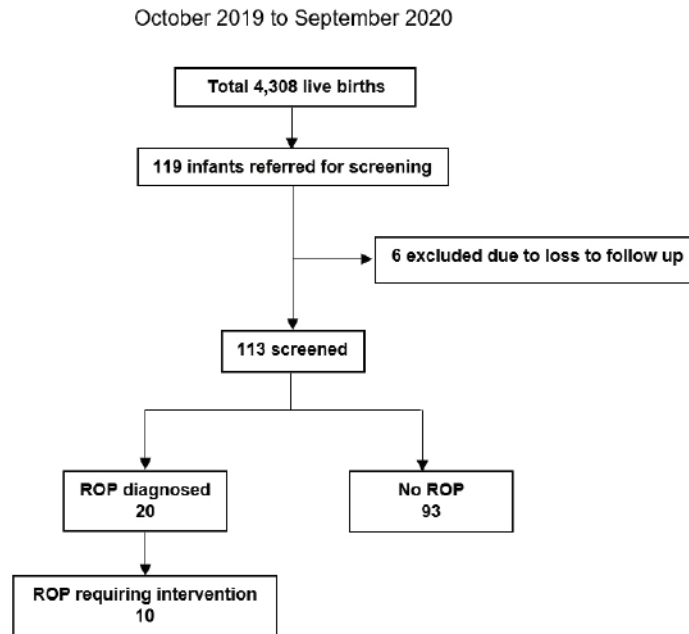 October 2019 to September 2020
Total 4,308 live births
119 infants referred for screening
6 excluded due to loss to follow up
113 screened
ROP diagnosed
20
No ROP
93
ROP requiring intervention
10